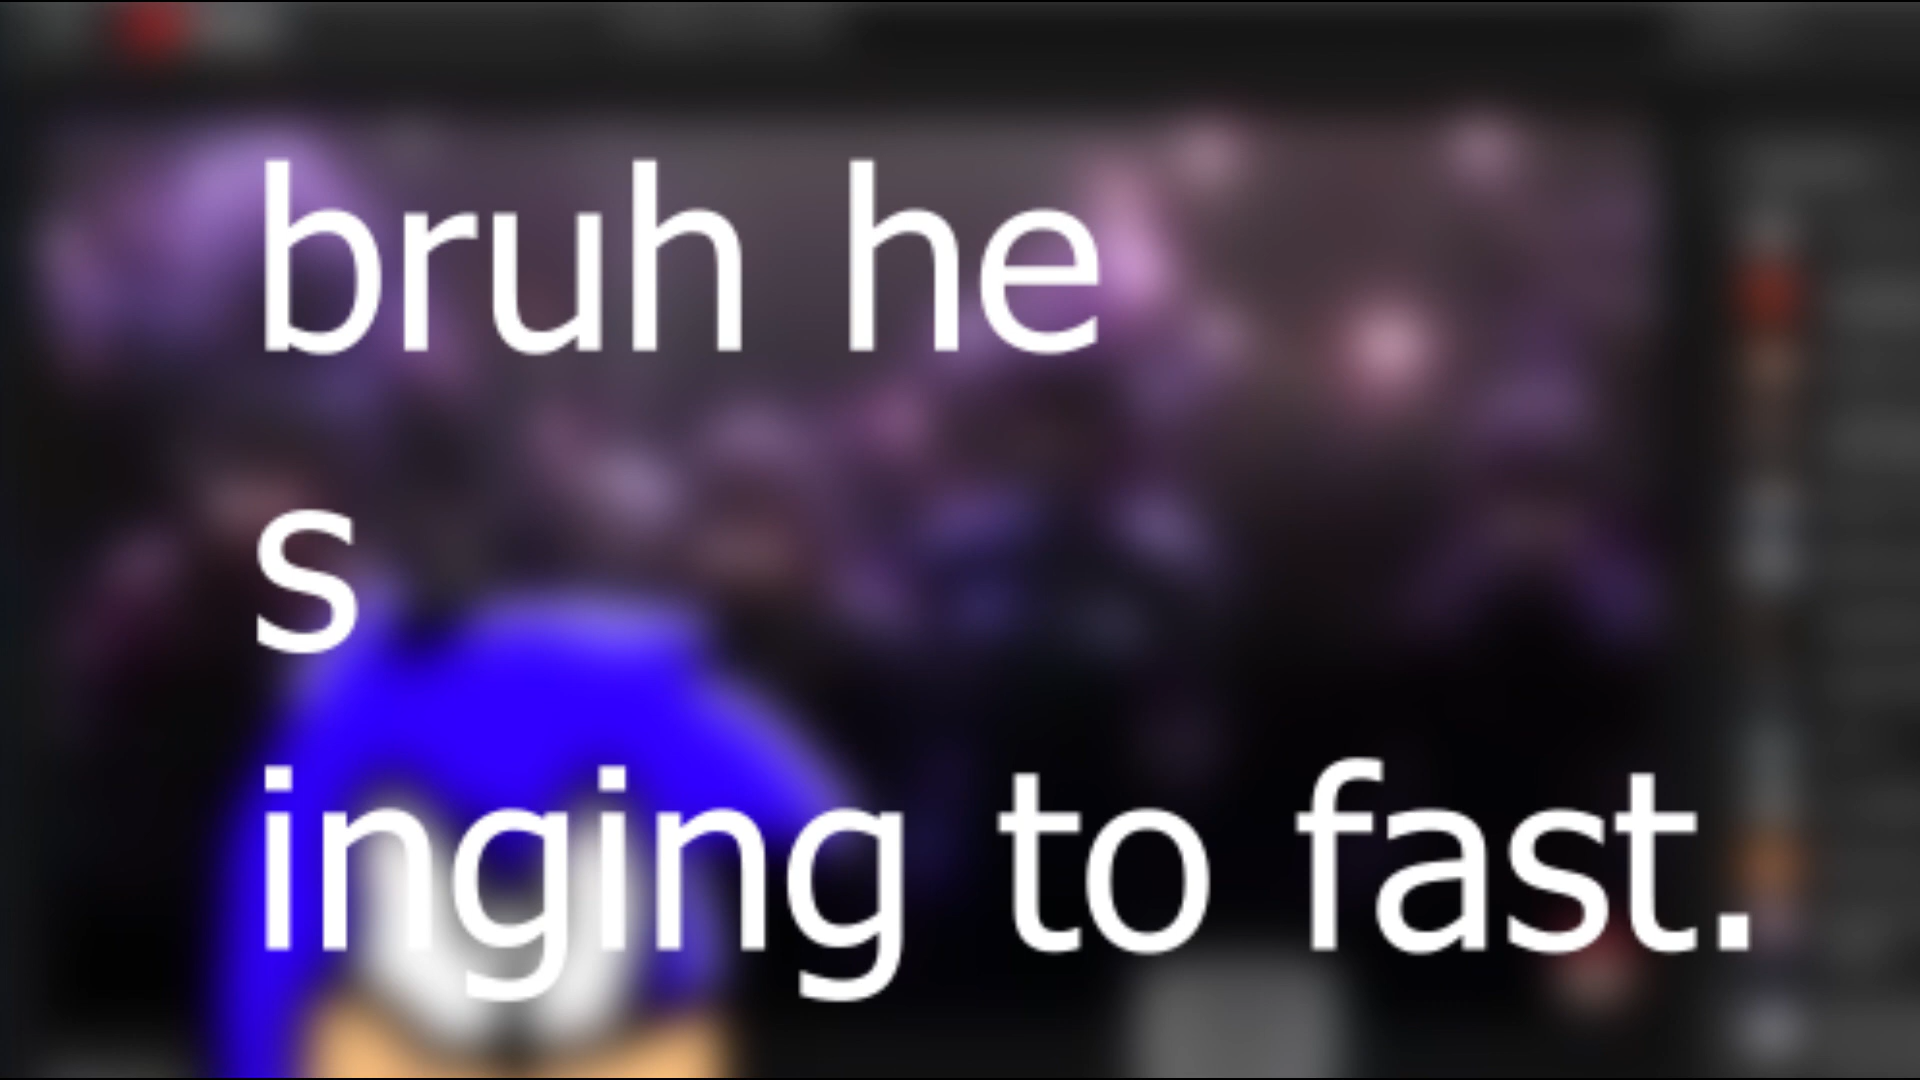 bruh he
s
inging to fast.